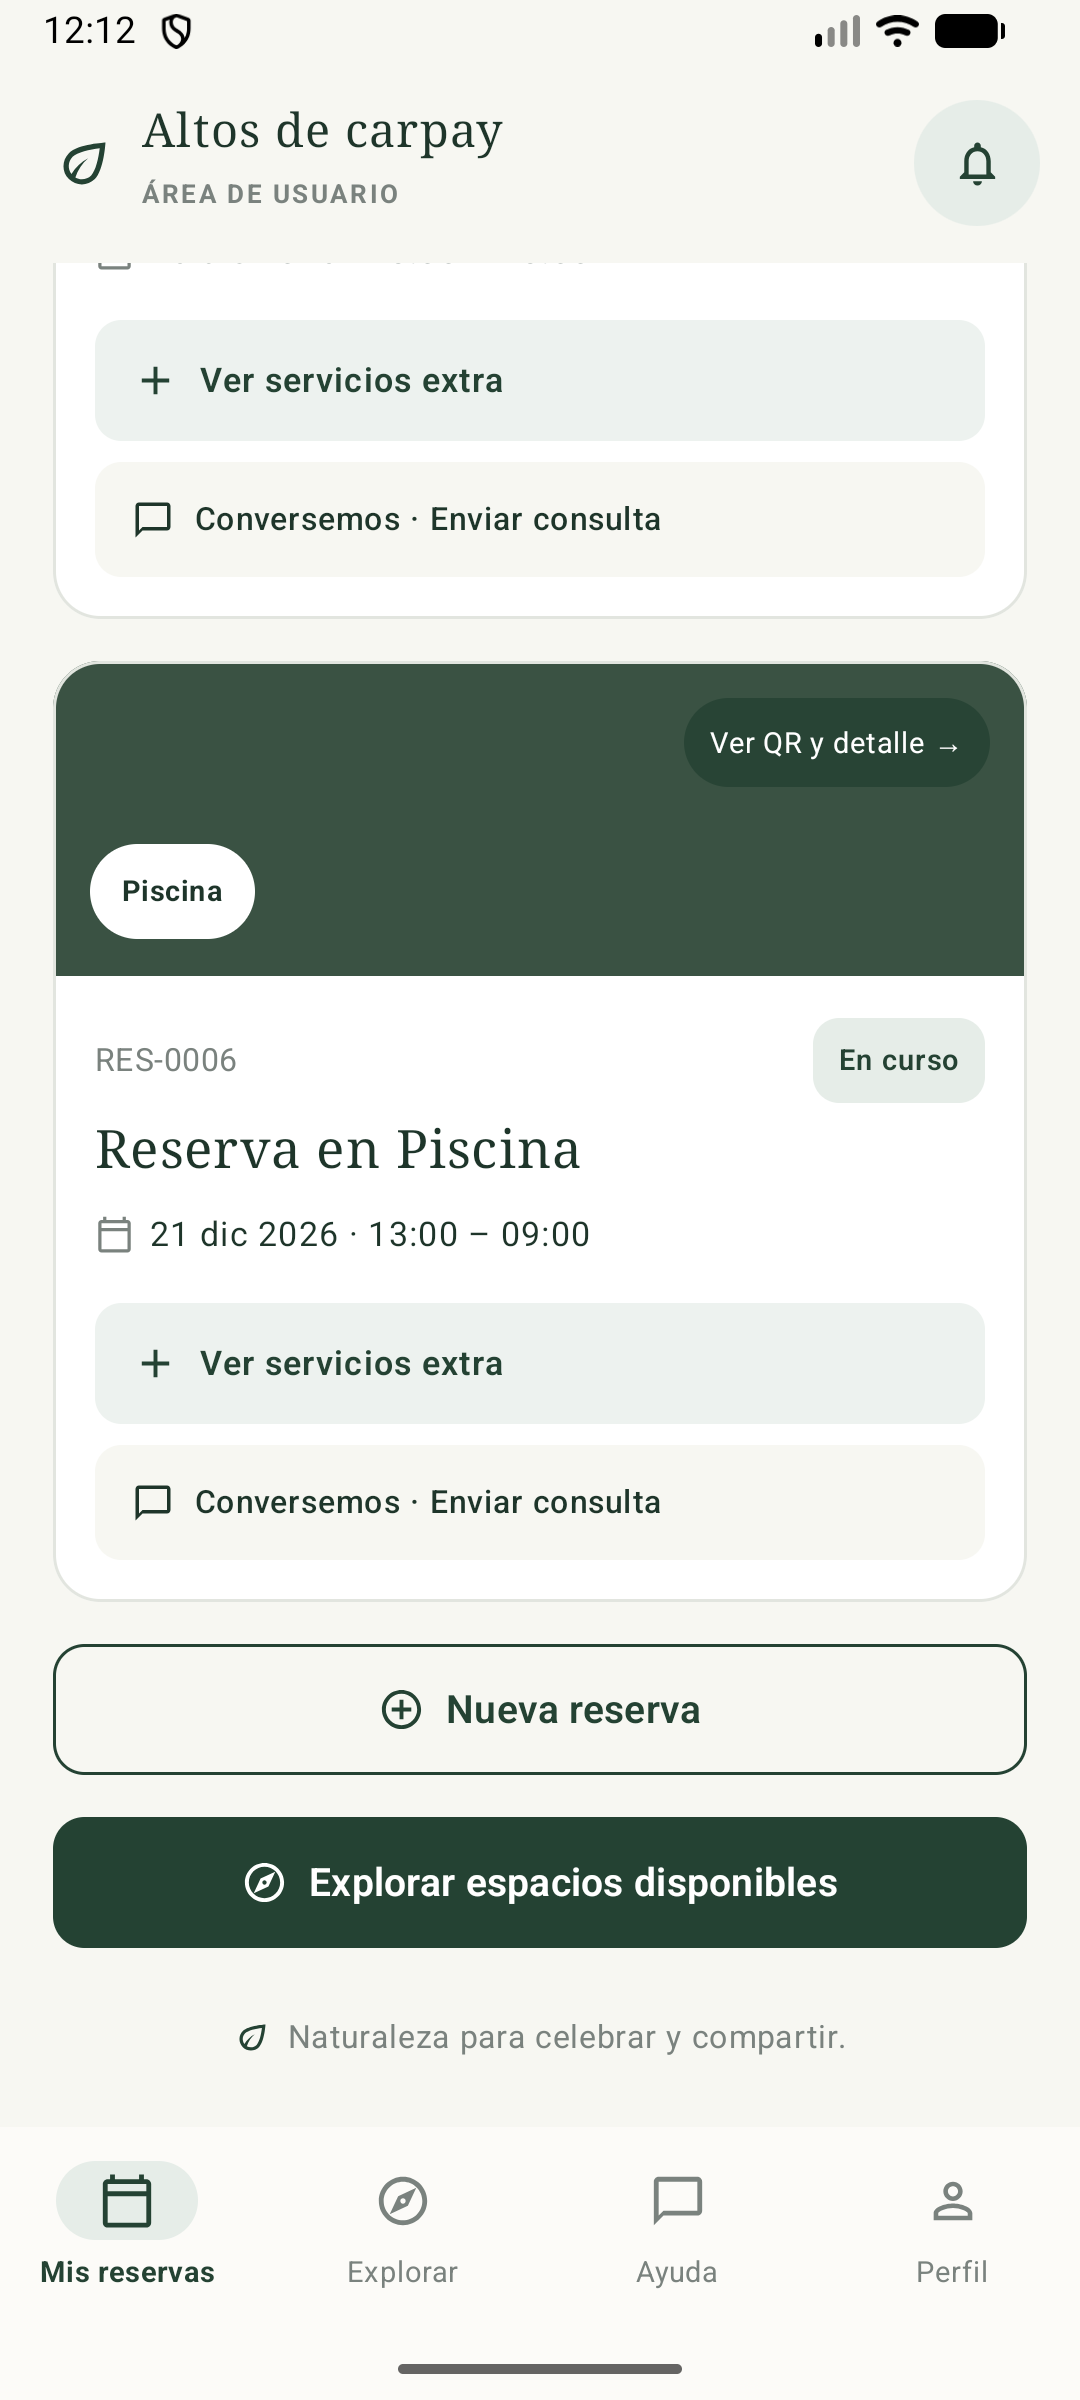 12:12
Altos de carpay
ÁREA DE USUARIO
+ Ver servicios extra
Conversemos · Enviar consulta
Ver QR y detalle →
Piscina
RES-0006
En curso
Reserva en Piscina
21 dic 2026 · 13:00 – 09:00
+ Ver servicios extra
Conversemos · Enviar consulta
Nueva reserva
Explorar espacios disponibles
Naturaleza para celebrar y compartir.
Mis reservas
Explorar
Ayuda
Perfil